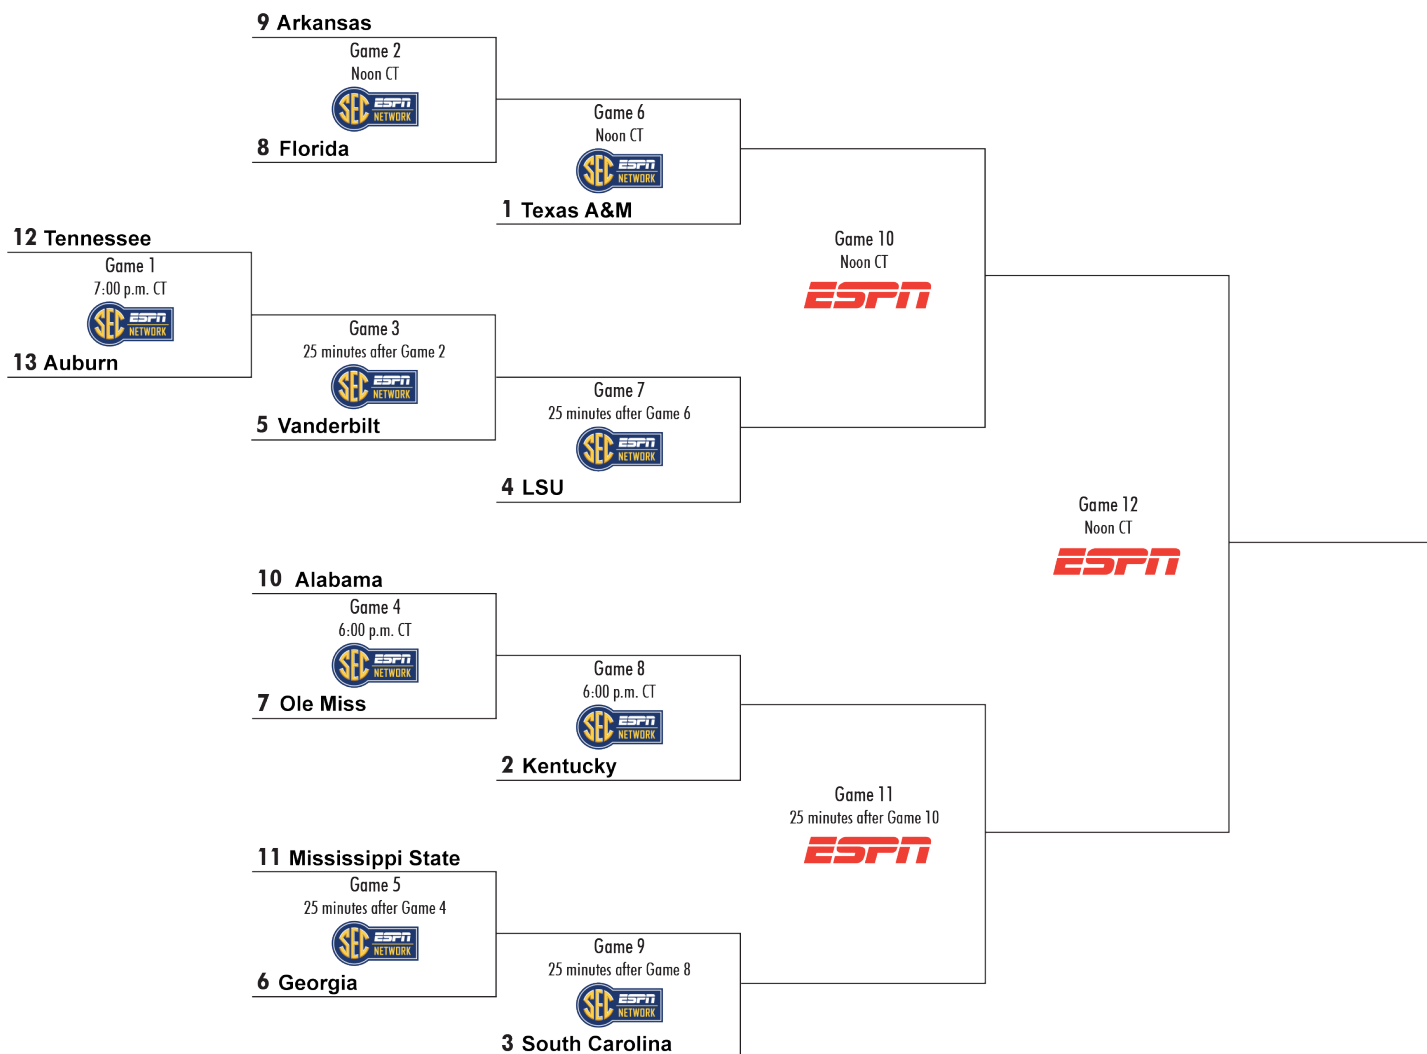 9 Arkansas
Game 2
Noon CT
SEC ESPN NETWORK
8 Florida
Game 6
Noon CT
SEC ESPN NETWORK
1 Texas A&M
12 Tennessee
Game 1
7:00 p.m. CT
SEC ESPN NETWORK
13 Auburn
Game 3
25 minutes after Game 2
SEC ESPN NETWORK
5 Vanderbilt
Game 7
25 minutes after Game 6
SEC ESPN NETWORK
4 LSU
Game 10
Noon CT
ESPN
10 Alabama
Game 4
6:00 p.m. CT
SEC ESPN NETWORK
7 Ole Miss
Game 8
6:00 p.m. CT
SEC ESPN NETWORK
2 Kentucky
11 Mississippi State
Game 5
25 minutes after Game 4
SEC ESPN NETWORK
6 Georgia
Game 9
25 minutes after Game 8
SEC ESPN NETWORK
3 South Carolina
Game 11
25 minutes after Game 10
ESPN
Game 12
Noon CT
ESPN